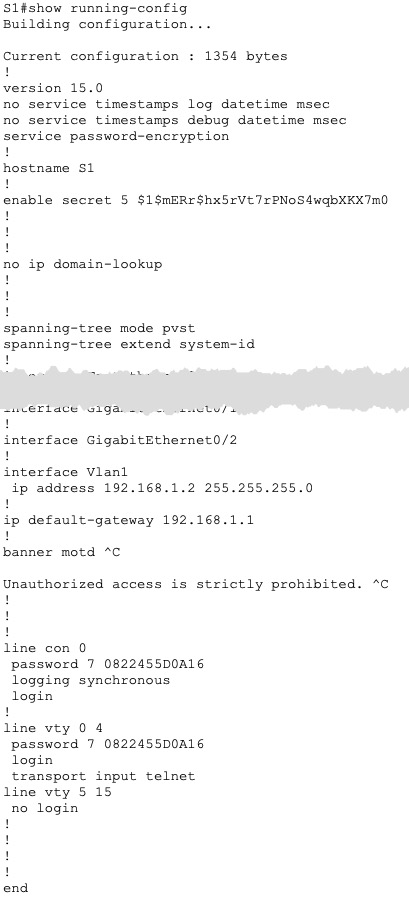 S1#show running-config
Building configuration...
Current configuration : 1354 bytes
!
version 15.0
no service timestamps log datetime msec
no service timestamps debug datetime msec
service password-encryption
!
hostname S1
!
enable secret 5 $1$mERr$hx5rVt7rPNoS4wqbXKX7m0
!
!
!
no ip domain-lookup
!
!
!
spanning-tree mode pvst
spanning-tree extend system-id
!
interface
!
interface GigabitEthernet0/2
!
interface Vlan1
 ip address 192.168.1.2 255.255.255.0
!
ip default-gateway 192.168.1.1
!
banner motd ^C
Unauthorized access is strictly prohibited. ^C
!
!
!
line con 0
 password 7 0822455D0A16
 logging synchronous
 login
!
line vty 0 4
 password 7 0822455D0A16
 login
 transport input telnet
line vty 5 15
 no login
!
!
!
!
end